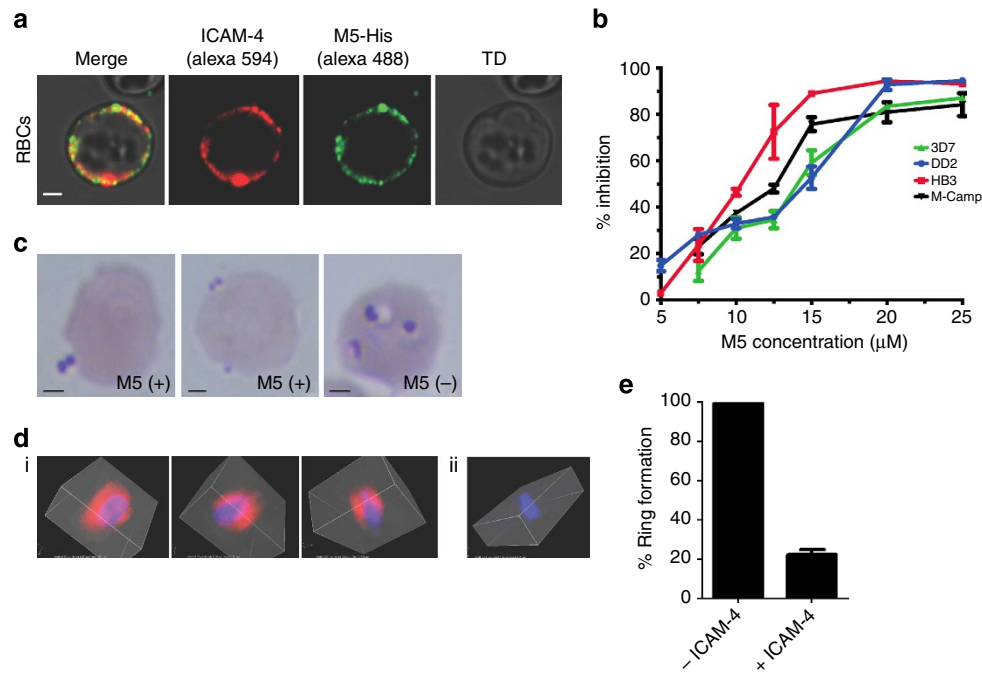 a
ICAM-4 M5-His
Merge (alexa 594) (alexa 488) TD
RBCs
b
100
80
60
40
20
0
% inhibition
5 10 15 20 25
M5 concentration (μM)
3D7
DD2
HB3
M-Camp
c
M5 (+) M5 (+) M5 (–)
d
i ii
e
100
80
60
40
20
0
% Ring formation
– ICAM-4
+ ICAM-4